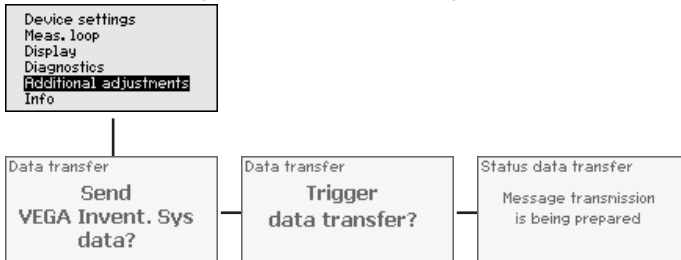 Device settings
Meas. loop
Display
Diagnostics
Additional adjustments
Info
Data transfer
Send
VEGA Invent. Sys
data?
Data transfer
Trigger
data transfer?
Status data transfer
Message transmission
is being prepared